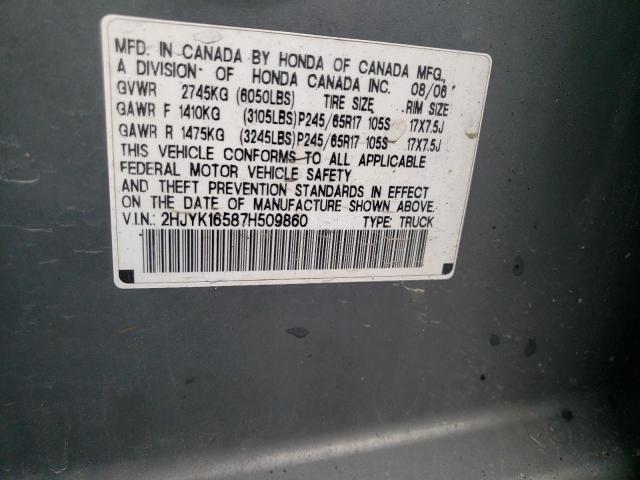 MFD. IN CANADA BY HONDA OF CANADA MFG.,
A DIVISION OF HONDA CANADA INC. 08/06
GVWR 2745KG (6050LBS) TIRE SIZE RIM SIZE
GAWR F 1410KG (3105LBS)P245/65R17 105S 17X7.5J
GAWR R 1475KG (3245LBS)P245/65R17 105S 17X7.5J
THIS VEHICLE CONFORMS TO ALL APPLICABLE
FEDERAL MOTOR VEHICLE SAFETY
AND THEFT PREVENTION STANDARDS IN EFFECT
ON THE DATE OF MANUFACTURE SHOWN ABOVE.
V.I.N.: 2HJYK16587H509860 TYPE: TRUCK